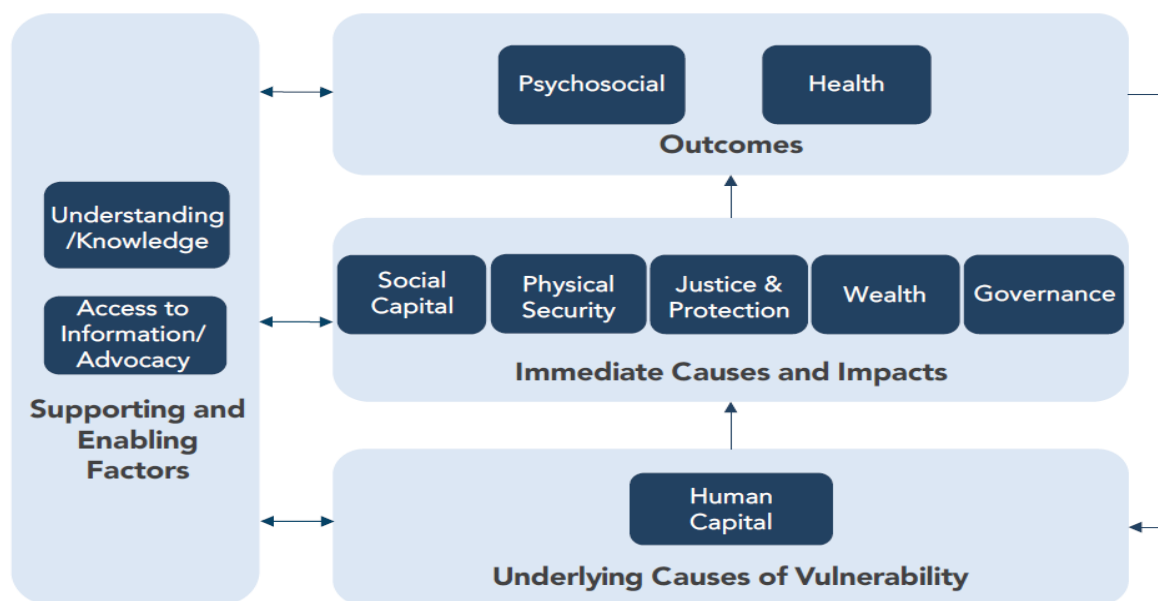 Psychosocial
Health
Outcomes
Understanding
/Knowledge
Access to
Information/
Advocacy
Supporting and
Enabling
Factors
Social
Capital
Physical
Security
Justice &
Protection
Wealth
Governance
Immediate Causes and Impacts
Human
Capital
Underlying Causes of Vulnerability